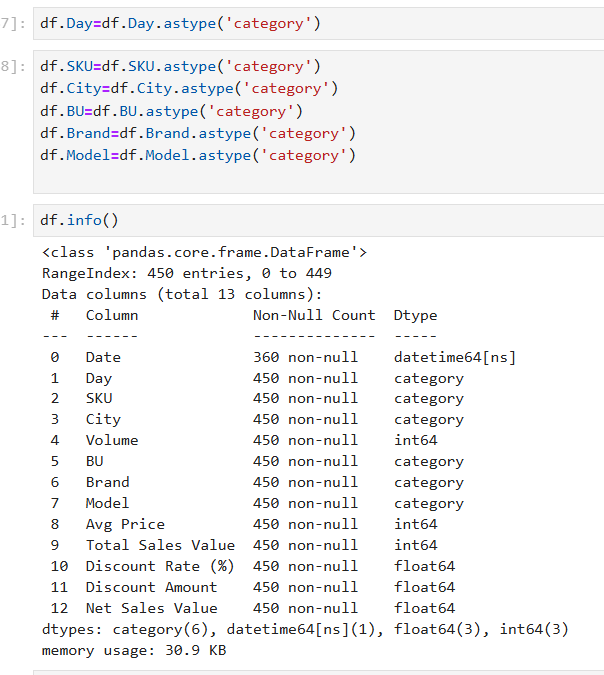 7]: df.Day=df.Day.astype('category')
8]: df.SKU=df.SKU.astype('category')
df.City=df.City.astype('category')
df.BU=df.BU.astype('category')
df.Brand=df.Brand.astype('category')
df.Model=df.Model.astype('category')
1]: df.info()
<class 'pandas.core.frame.DataFrame'>
RangeIndex: 450 entries, 0 to 449
Data columns (total 13 columns):
 #   Column             Non-Null Count  Dtype
---  ------             --------------  -----
 0   Date               360 non-null    datetime64[ns]
 1   Day                450 non-null    category
 2   SKU                450 non-null    category
 3   City               450 non-null    category
 4   Volume             450 non-null    int64
 5   BU                 450 non-null    category
 6   Brand              450 non-null    category
 7   Model              450 non-null    category
 8   Avg Price          450 non-null    int64
 9   Total Sales Value  450 non-null    int64
 10  Discount Rate (%)  450 non-null    float64
 11  Discount Amount    450 non-null    float64
 12  Net Sales Value    450 non-null    float64
dtypes: category(6), datetime64[ns](1), float64(3), int64(3)
memory usage: 30.9 KB